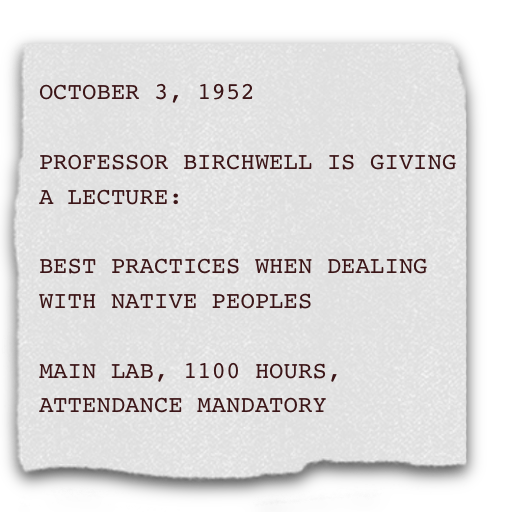 OCTOBER 3, 1952
PROFESSOR BIRCHWELL IS GIVING
A LECTURE:
BEST PRACTICES WHEN DEALING
WITH NATIVE PEOPLES
MAIN LAB, 1100 HOURS,
ATTENDANCE MANDATORY